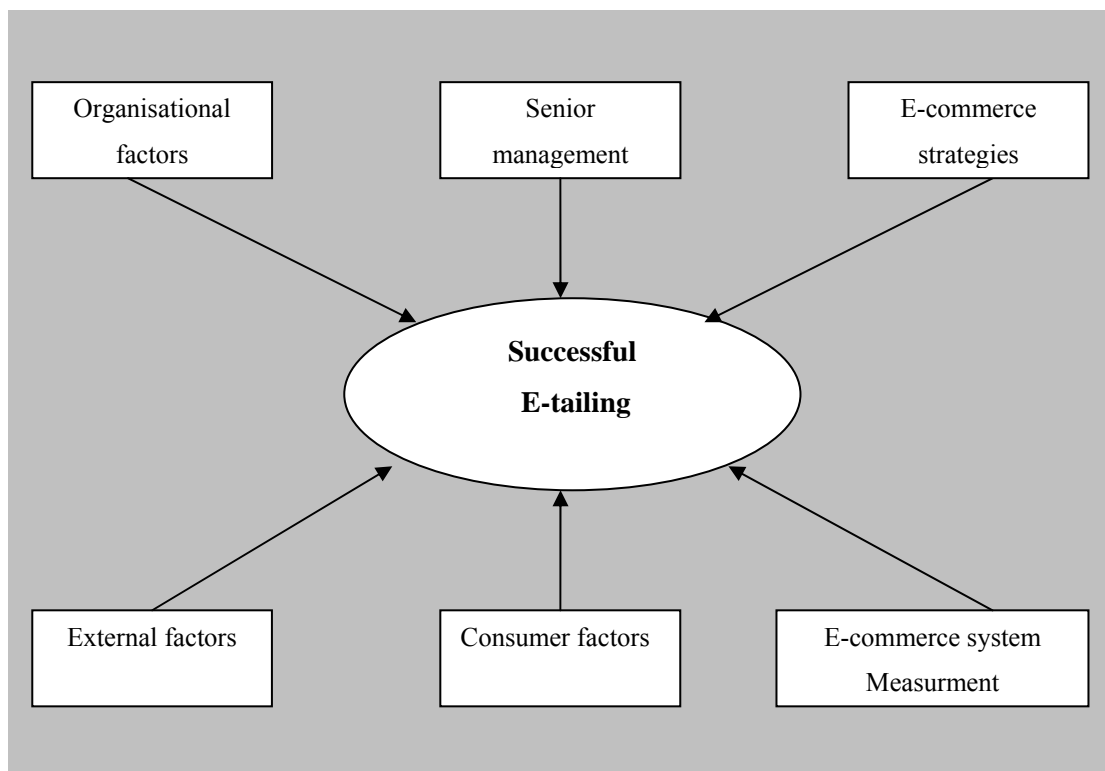 Organisational
factors
Senior
management
E-commerce
strategies
Successful
E-tailing
External factors
Consumer factors
E-commerce system
Measurment